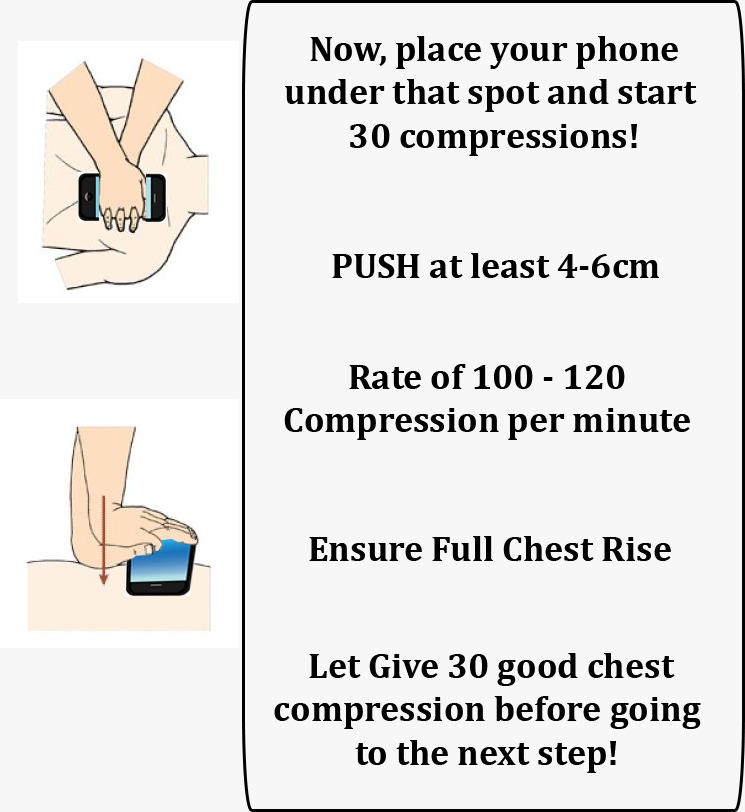 Now, place your phone
under that spot and start
30 compressions!
PUSH at least 4-6cm
Rate of 100 - 120
Compression per minute
Ensure Full Chest Rise
Let Give 30 good chest
compression before going
to the next step!